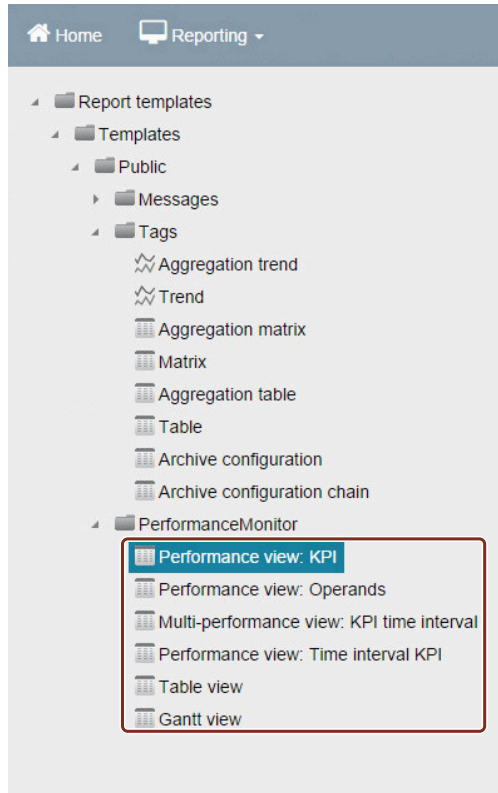 Home Reporting
Report templates
Templates
Public
Messages
Tags
Aggregation trend
Trend
Aggregation matrix
Matrix
Aggregation table
Table
Archive configuration
Archive configuration chain
PerformanceMonitor
Performance view: KPI
Performance view: Operands
Multi-performance view: KPI time interval
Performance view: Time interval KPI
Table view
Gantt view